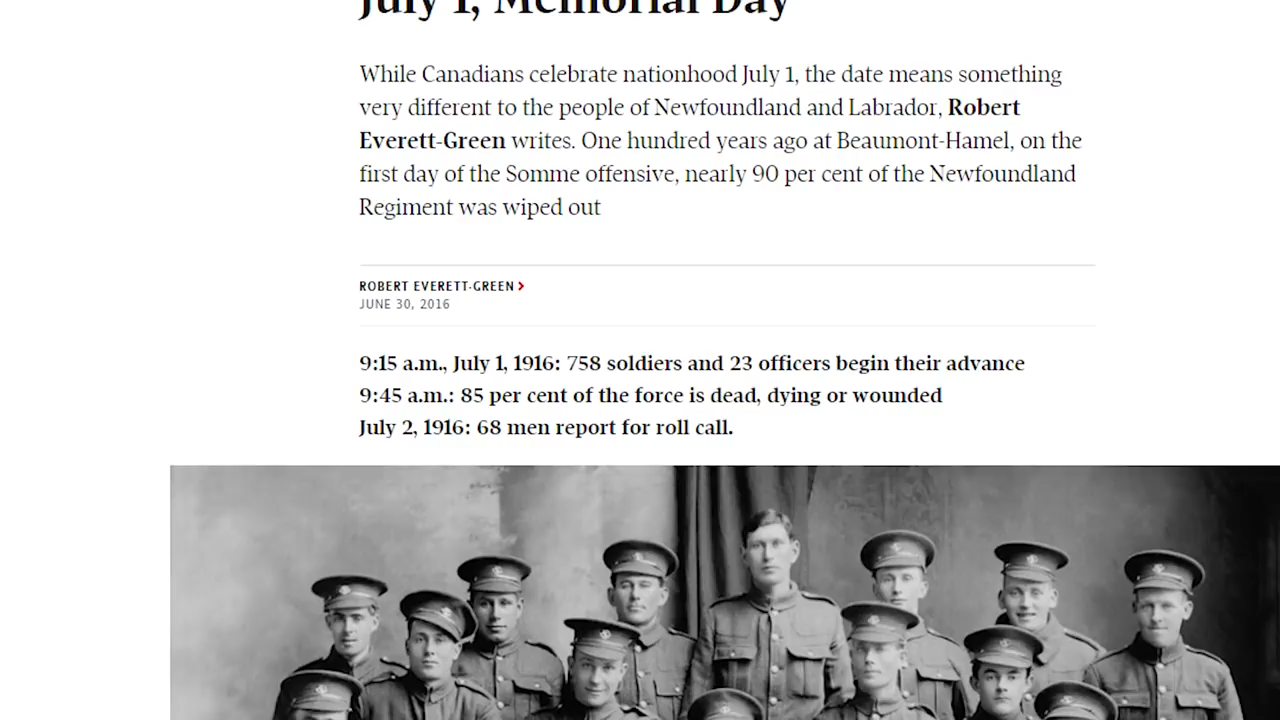 July 1, Memorial Day
While Canadians celebrate nationhood July 1, the date means something
very different to the people of Newfoundland and Labrador, Robert
Everett-Green writes. One hundred years ago at Beaumont-Hamel, on the
first day of the Somme offensive, nearly 90 per cent of the Newfoundland
Regiment was wiped out
ROBERT EVERETT-GREEN >
JUNE 30, 2016
9:15 a.m., July 1, 1916: 758 soldiers and 23 officers begin their advance
9:45 a.m.: 85 per cent of the force is dead, dying or wounded
July 2, 1916: 68 men report for roll call.